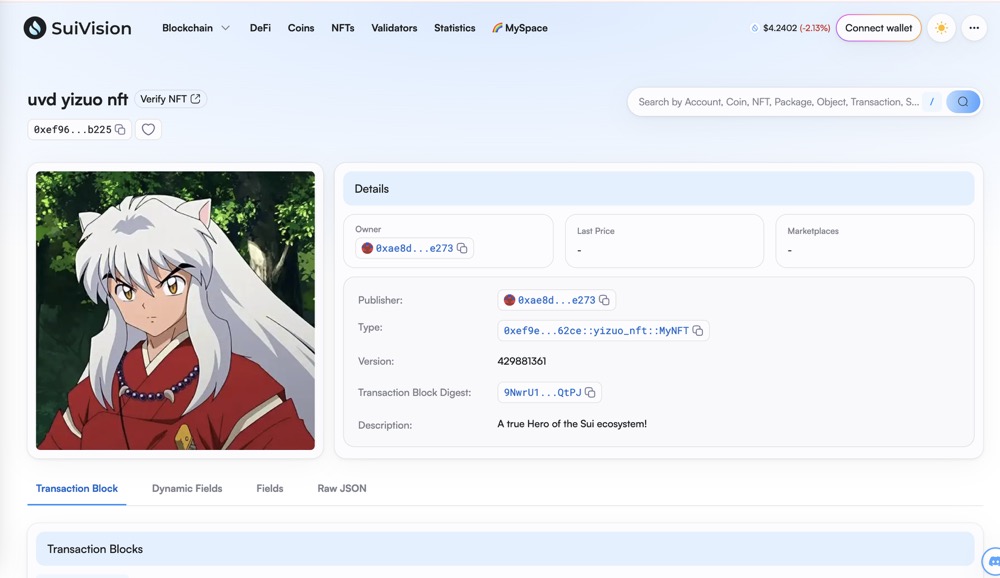 SuiVision Blockchain DeFi Coins NFTs Validators Statistics MySpace $4.2402 (-2.13%) Connect wallet ...
uvd yizuo nft Verify NFT
Search by Account, Coin, NFT, Package, Object, Transaction, S... /
0xef96...b225
Details
Owner
0xae8d...e273
Last Price
-
Marketplaces
-
Publisher: 0xae8d...e273
Type: 0xef9e...62ce::yizuo_nft::MyNFT
Version: 429881361
Transaction Block Digest: 9NwrU1...QtPJ
Description: A true Hero of the Sui ecosystem!
Transaction Block Dynamic Fields Fields Raw JSON
Transaction Blocks